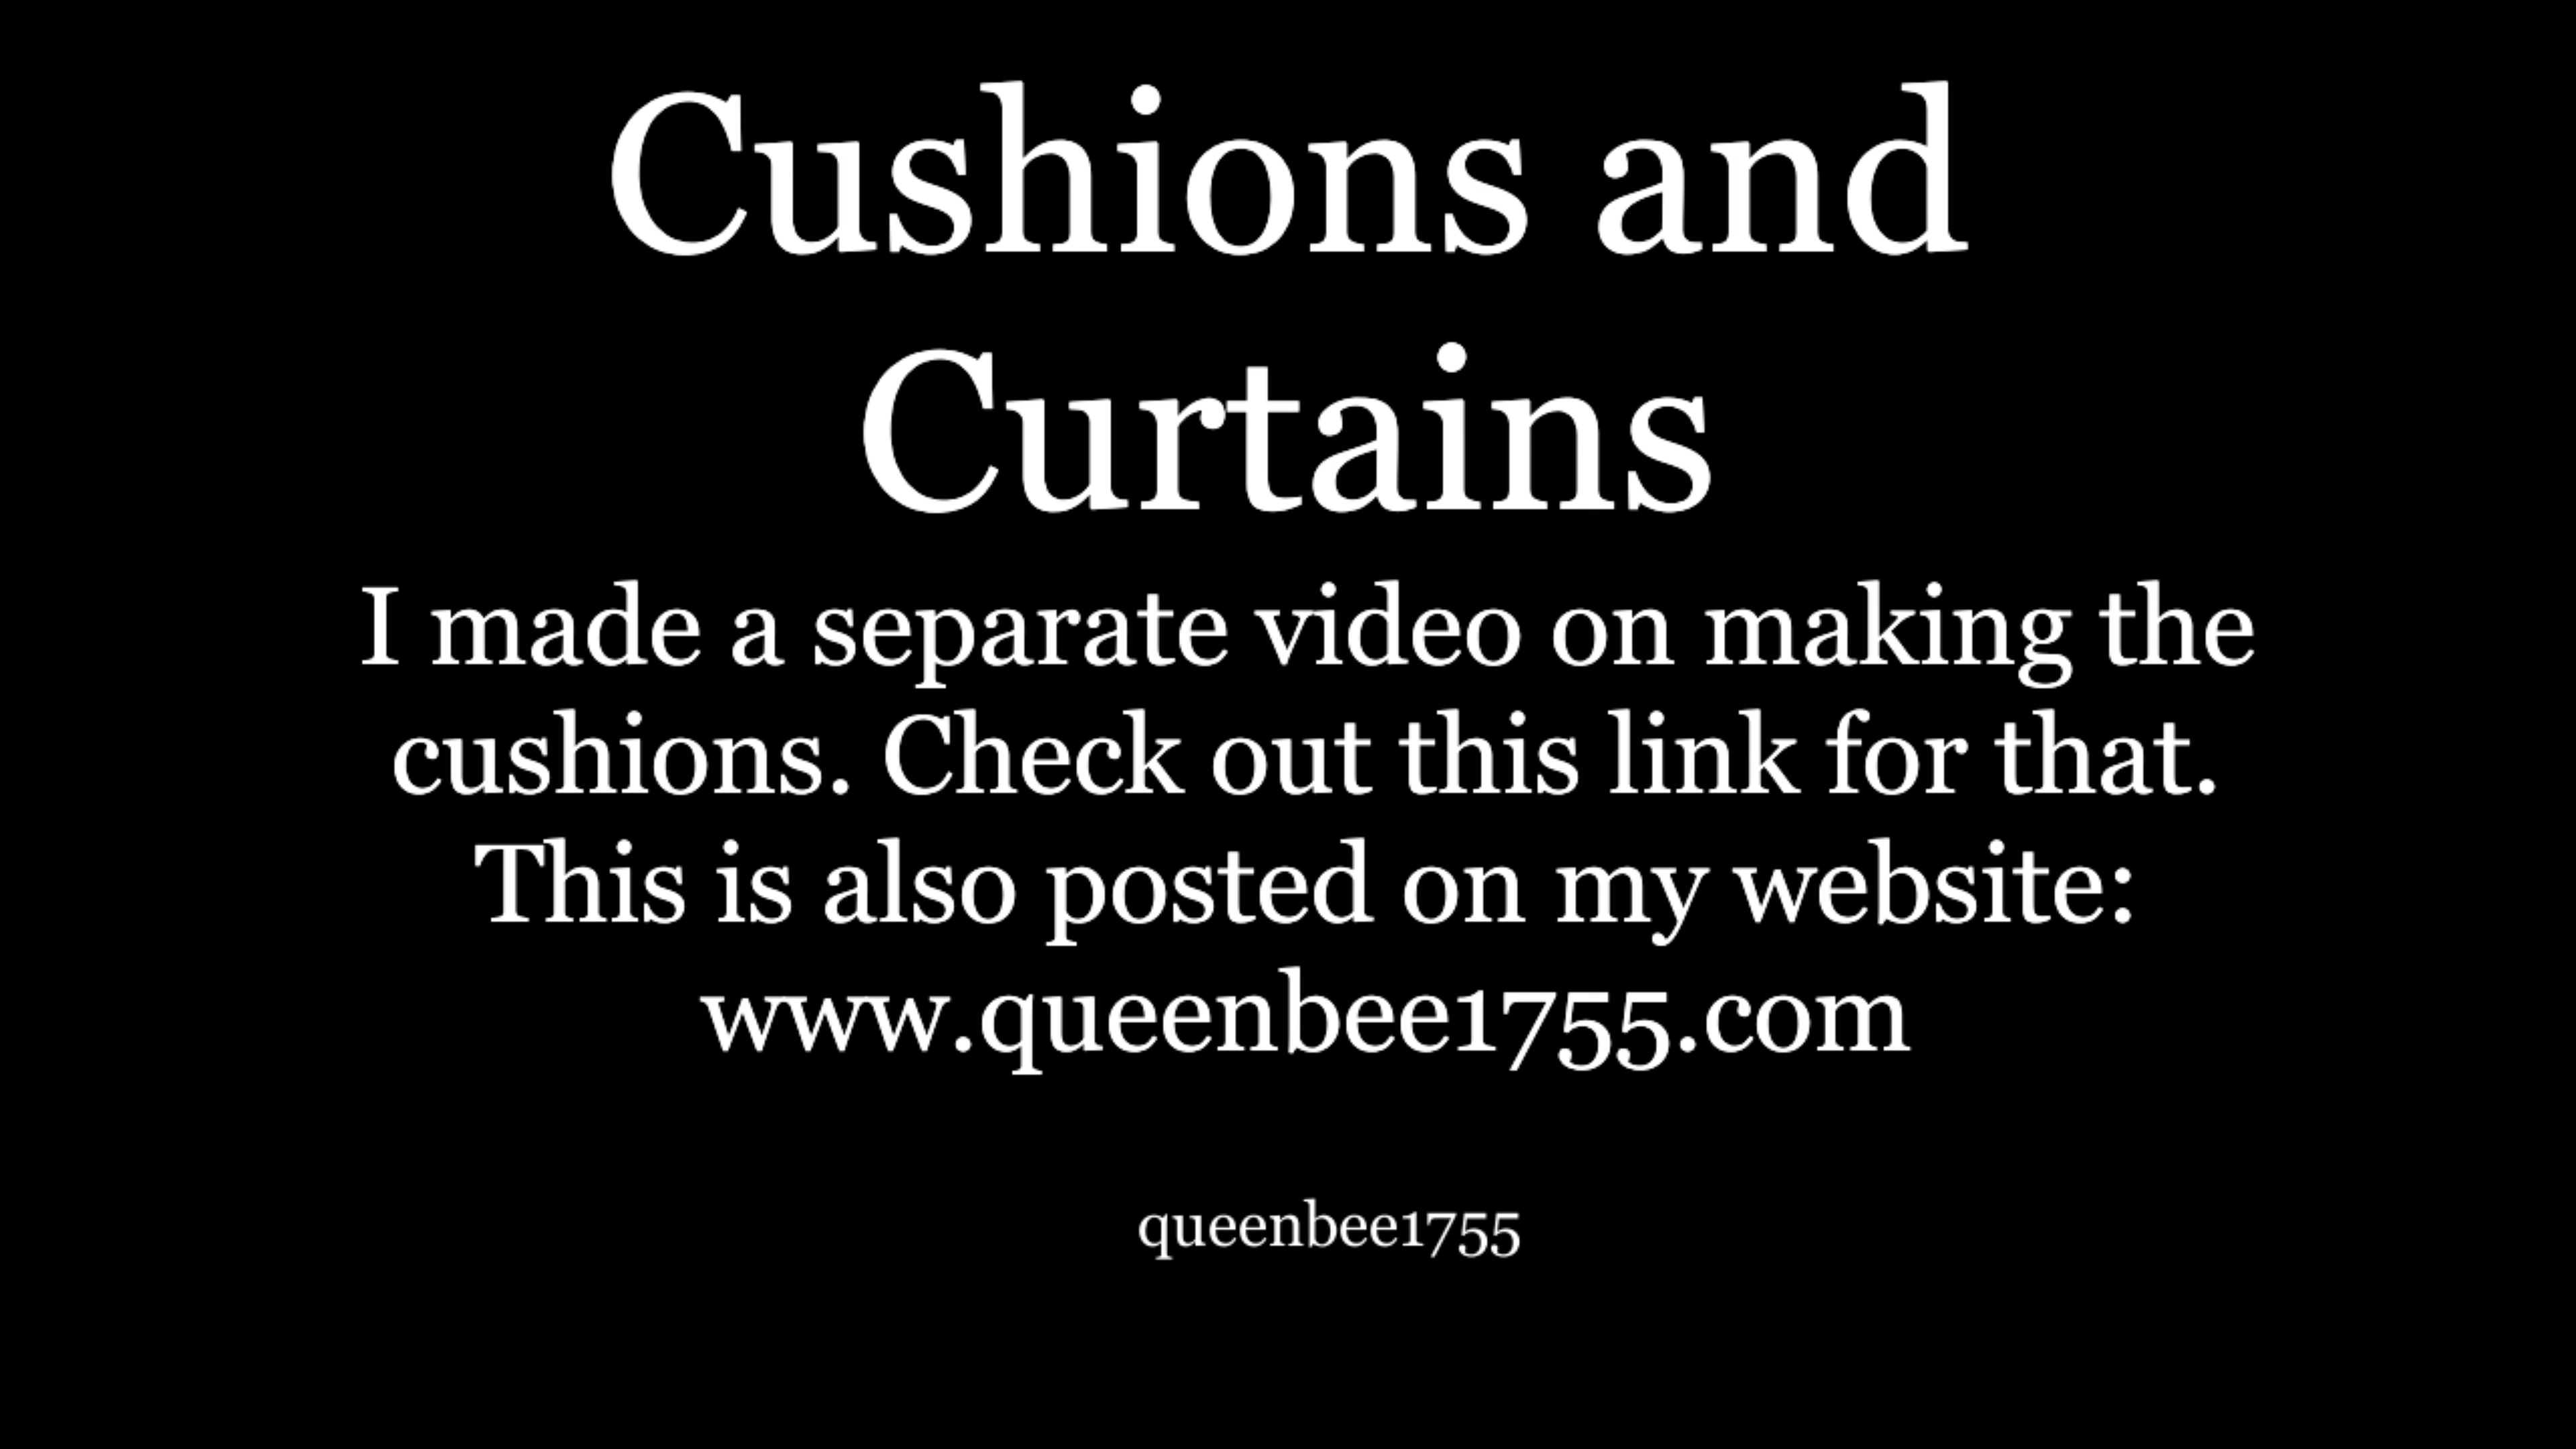 Cushions and
Curtains
I made a separate video on making the
cushions. Check out this link for that.
This is also posted on my website:
www.queenbee1755.com
queenbee1755